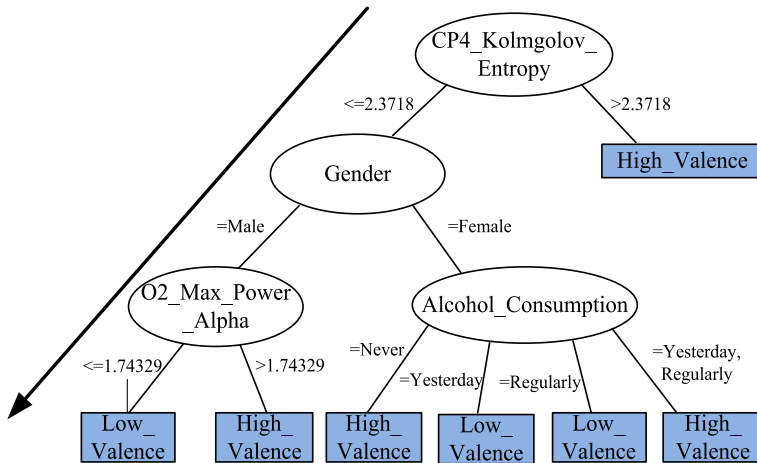 CP4_Kolmgolov_
Entropy
<=2.3718
>2.3718
High_Valence
Gender
=Male
=Female
O2_Max_Power
_Alpha
Alcohol_Consumption
<=1.74329
>1.74329
=Never
=Yesterday
=Regularly
=Yesterday,
Regularly
Low_
Valence
High_
Valence
High_
Valence
Low_
Valence
Low_
Valence
High_
Valence